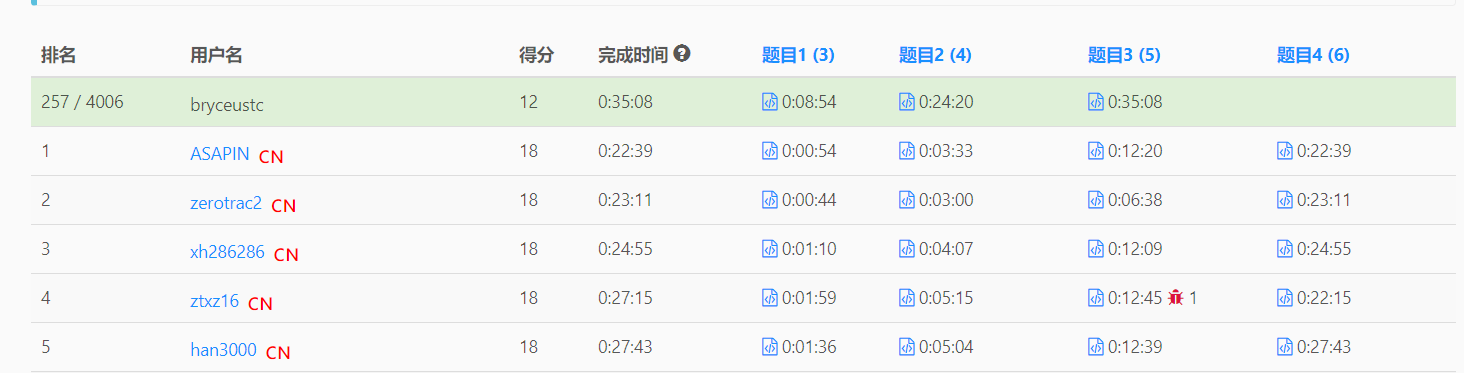 排名 用户名 得分 完成时间 ? 题目1 (3) 题目2 (4) 题目3 (5) 题目4 (6)
257 / 4006 bryceustc 12 0:35:08 0:08:54 0:24:20 0:35:08
1 ASAPIN CN 18 0:22:39 0:00:54 0:03:33 0:12:20 0:22:39
2 zerotrac2 CN 18 0:23:11 0:00:44 0:03:00 0:06:38 0:23:11
3 xh286286 CN 18 0:24:55 0:01:10 0:04:07 0:12:09 0:24:55
4 ztxz16 CN 18 0:27:15 0:01:59 0:05:15 0:12:45 1 0:22:15
5 han3000 CN 18 0:27:43 0:01:36 0:05:04 0:12:39 0:27:43